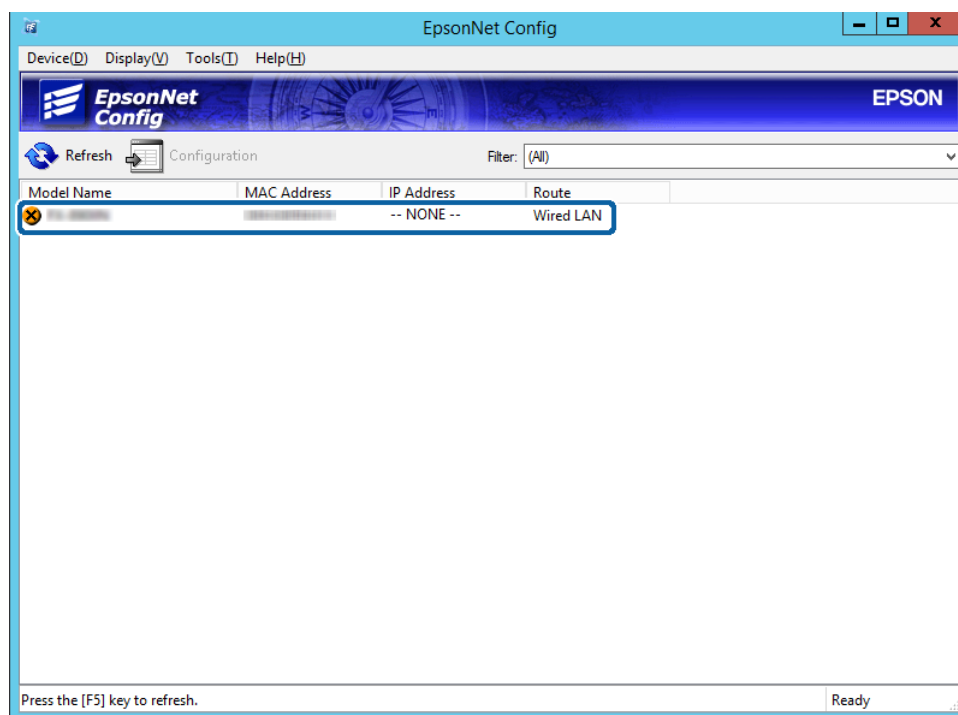 EpsonNet Config
Device(D) Display(V) Tools(T) Help(H)
EpsonNet
Config
EPSON
Refresh Configuration Filter: (All)
Model Name MAC Address IP Address Route
-- NONE -- Wired LAN
Press the [F5] key to refresh. Ready